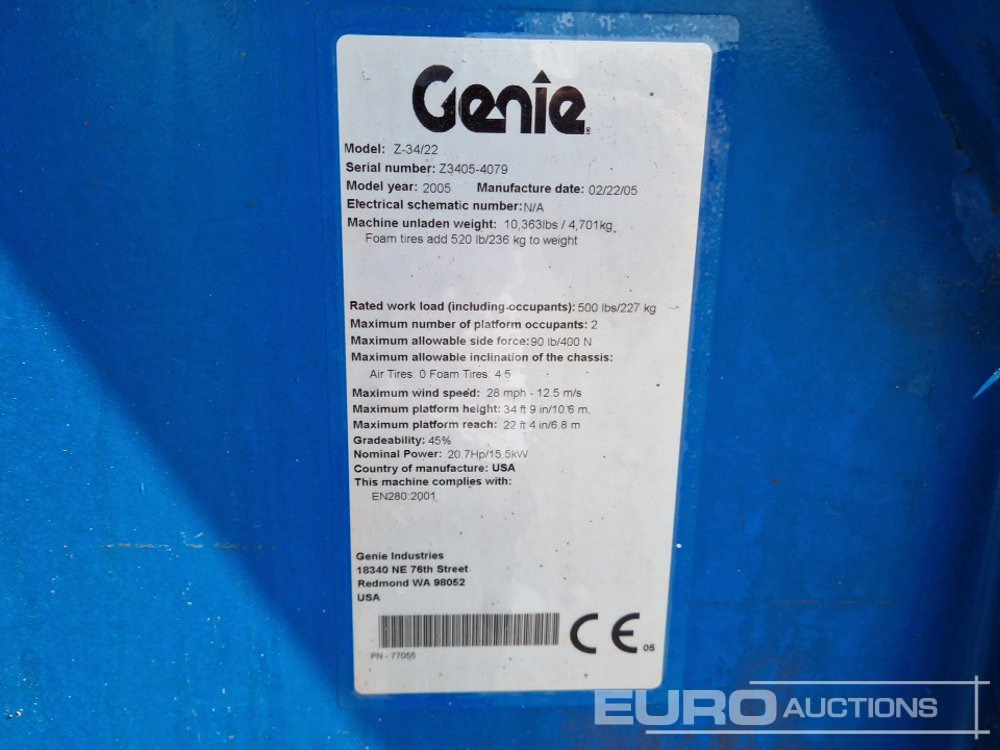 Genie
Model: Z-34/22
Serial number: Z3405-4079
Model year: 2005 Manufacture date: 02/22/05
Electrical schematic number: N/A
Machine unladen weight: 10,363lbs / 4,701kg
Foam tires add 520 lb/236 kg to weight
Rated work load (including occupants): 500 lbs/227 kg
Maximum number of platform occupants: 2
Maximum allowable side force: 90 lb/400 N
Maximum allowable inclination of the chassis:
Air Tires: 0 Foam Tires: 4.5
Maximum wind speed: 28 mph - 12.5 m/s
Maximum platform height: 34 ft 9 in/10.6 m.
Maximum platform reach: 22 ft 4 in/6.8 m
Gradeability: 45%
Nominal Power: 20.7Hp/15.5kW
Country of manufacture: USA
This machine complies with:
EN280:2001
Genie Industries
18340 NE 76th Street
Redmond WA 98052
USA
CE 05
PN - 77055
EURO AUCTIONS